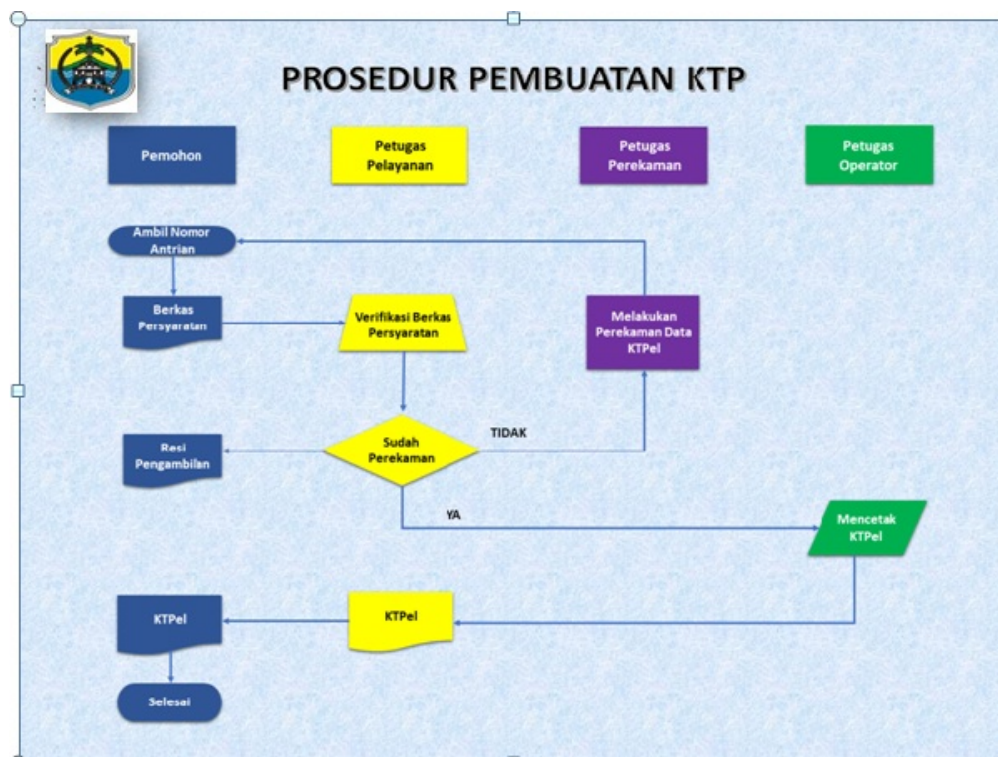 PROSEDUR PEMBUATAN KTP
Pemohon
Petugas
Pelayanan
Petugas
Perekaman
Petugas
Operator
Ambil Nomor
Antrian
Berkas
Persyaratan
Verifikasi Berkas
Persyaratan
Melakukan
Perekaman Data
KTPel
Sudah
Perekaman
TIDAK
Resi
Pengambilan
YA
Mencetak
KTPel
KTPel
KTPel
Selesai